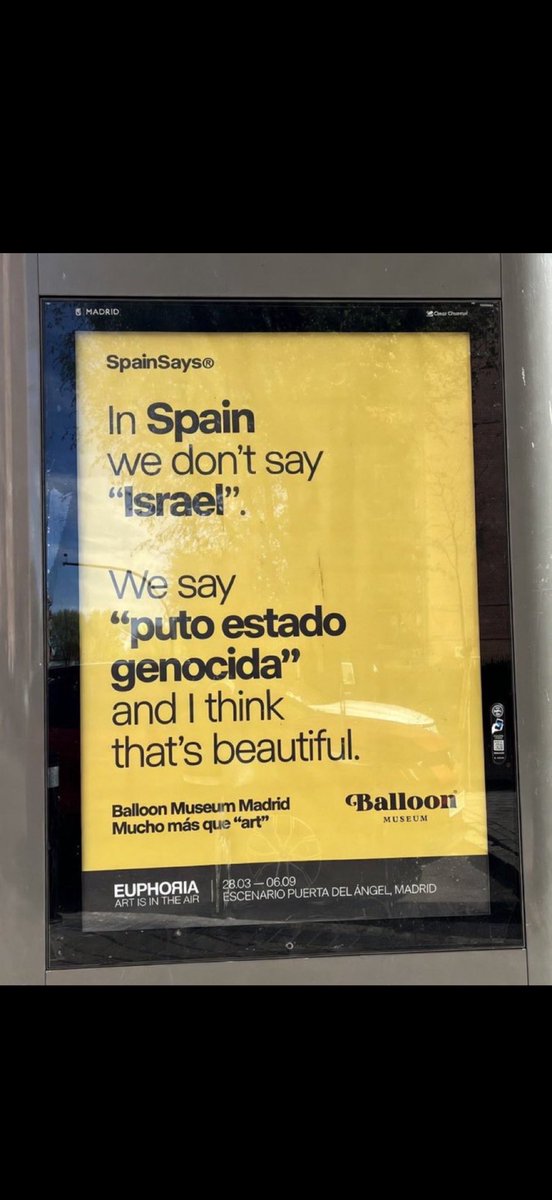 MADRID
Clear Channel
SpainSays®
In Spain
we don't say
“Israel”.
We say
“puto estado
genocida”
and I think
that's beautiful.
Balloon Museum Madrid
Mucho más que “art”
Balloon
MUSEUM
EUPHORIA
ART IS IN THE AIR
28.03 — 06.09
ESCENARIO PUERTA DEL ÁNGEL, MADRID